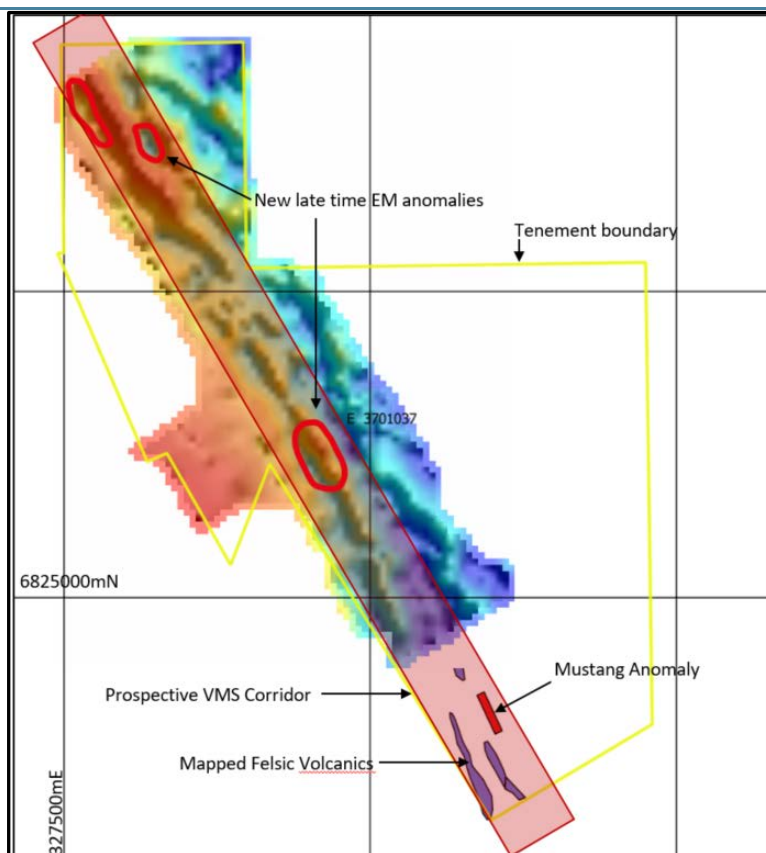 New late time EM anomalies
Tenement boundary
E 3701037
6825000mN
Mustang Anomaly
Prospective VMS Corridor
Mapped Felsic Volcanics
327500mE